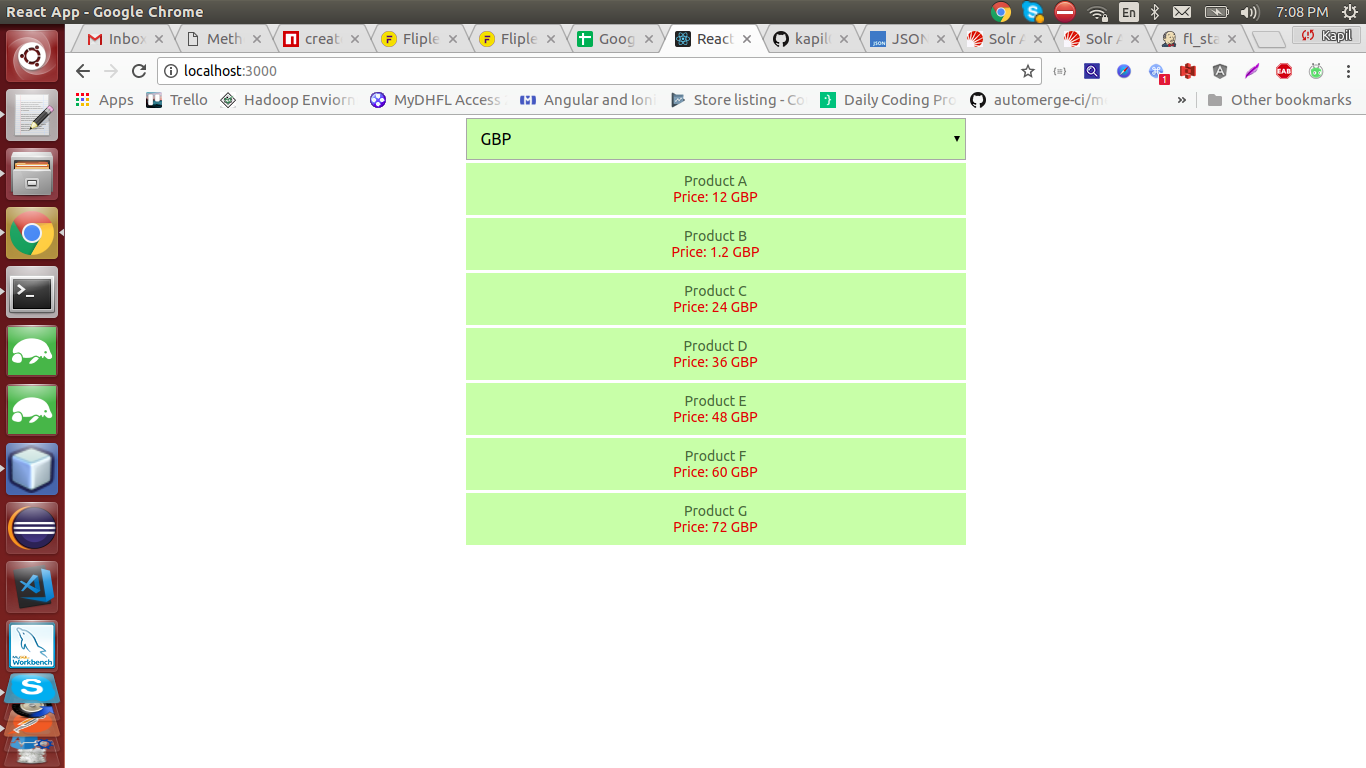 React App - Google Chrome
En
7:08 PM
Inbox
Meth
creat
Fliple
Fliple
Goog
React
kapil
JSON
Solr A
Solr A
fl_sta
Kapil
localhost:3000
1
EAB
Apps
Trello
Hadoop Enviorn
MyDHFL Access
Angular and Ioni
Store listing - Co
Daily Coding Pro
automerge-ci/m
»
Other bookmarks
GBP
Product A
Price: 12 GBP
Product B
Price: 1.2 GBP
Product C
Price: 24 GBP
Product D
Price: 36 GBP
Product E
Price: 48 GBP
Product F
Price: 60 GBP
Product G
Price: 72 GBP
Workbench